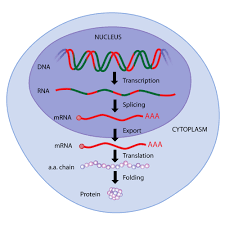 NUCLEUS
DNA
Transcription
RNA
Splicing
mRNA AAA
Export
CYTOPLASM
mRNA AAA
Translation
a.a. chain
Folding
Protein